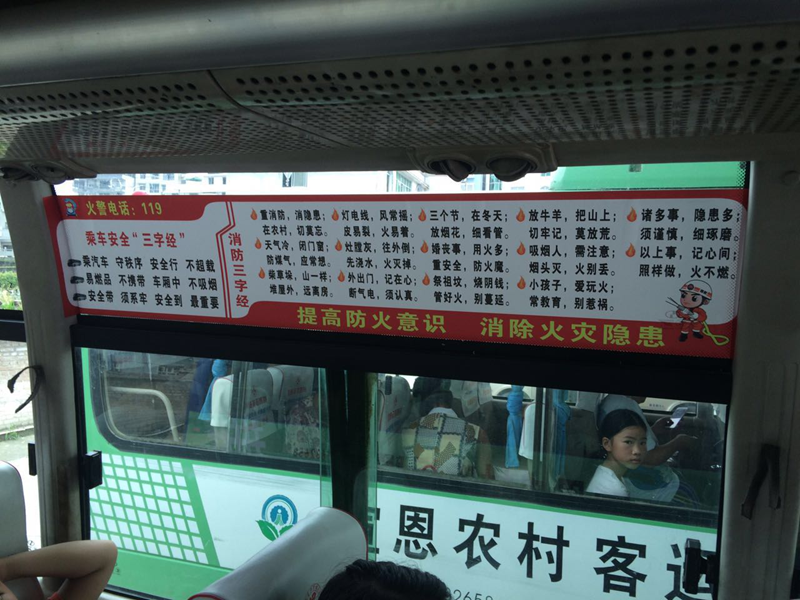 火警电话：119
乘车安全“三字经”
乘汽车 守秩序 安全行 不超载
易燃品 不携带 车厢中 不吸烟
安全带 须系牢 安全到 最重要
消防三字经
重消防，消隐患；
在农村，切莫忘。
天气冷，闭门窗；
防煤气，应常想。
柴草垛，山一样；
堆屋外，远离房。
灯电线，风常摇；
皮易裂，火易着。
灶膛灰，往外倒；
先浇水，火灭掉。
外出门，记在心；
断气电，须认真。
三个节，在冬天；
放烟花，细看管。
婚丧事，用火多；
重安全，防火魔。
祭祖坟，烧阴钱；
管好火，别蔓延。
放牛羊，把山上；
切牢记，莫放荒。
吸烟人，需注意；
烟头灭，火别丢。
小孩子，爱玩火；
常教育，别惹祸。
诸多事，隐患多；
须谨慎，细琢磨。
以上事，记心间；
照样做，火不燃。
提高防火意识 消除火灾隐患
恩农村客运
02658